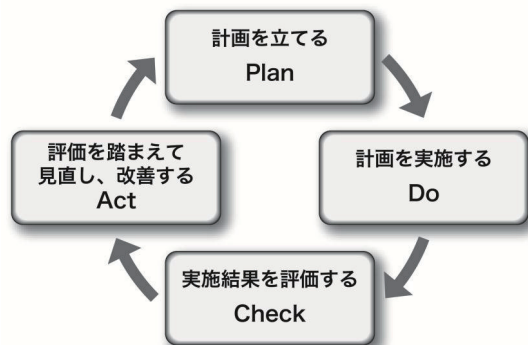 計画を立てる
Plan
計画を実施する
Do
実施結果を評価する
Check
評価を踏まえて
見直し、改善する
Act